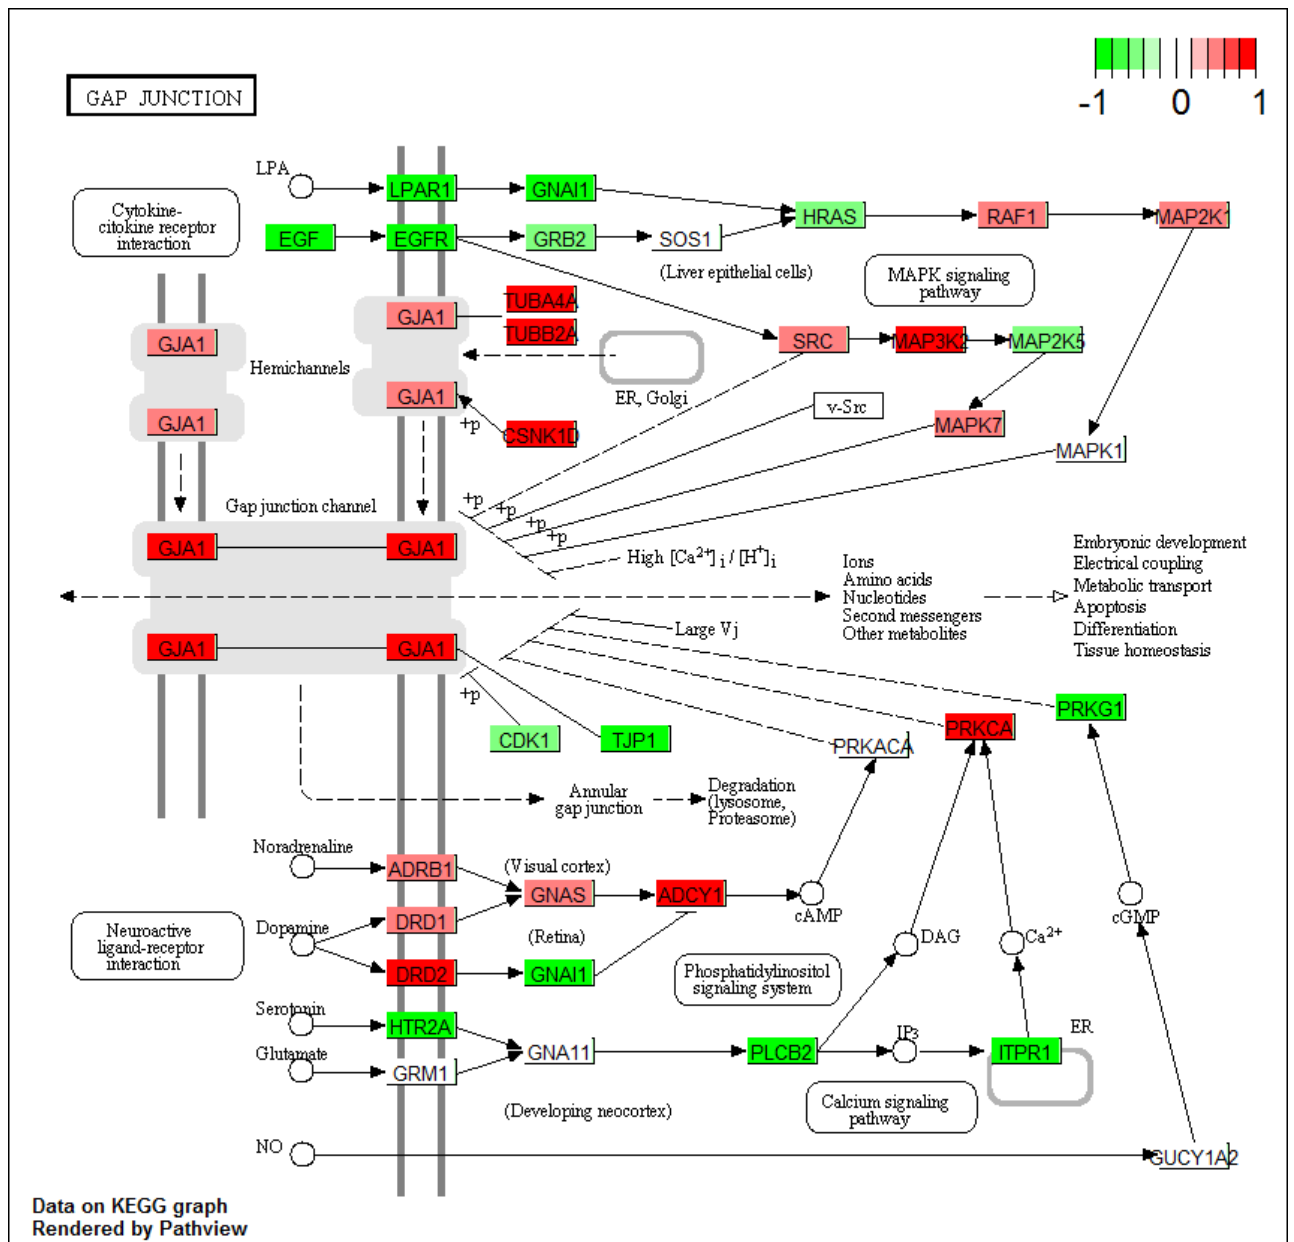 -1 0 1
GAP JUNCTION
LPA
LPAR1
GNAI1
Cytokine-
citokine receptor
interaction
HRAS
RAF1
MAP2K1
EGF
EGFR
GRB2
SOS1
(Liver epithelial cells)
MAPK signaling
pathway
TUBA4A
GJA1
TUBB2A
GJA1
SRC
MAP3K2
MAP2K5
Hemichannels
ER, Golgi
GJA1
GJA1
v-Src
MAPK7
CSNK1D
+p
MAPK1
Gap junction channel
+p
+p
+p
+p
GJA1
GJA1
High [Ca2+]i / [H+]i
Ions
Amino acids
Nucleotides
Second messengers
Other metabolites
Embryonic development
Electrical coupling
Metabolic transport
Apoptosis
Differentiation
Tissue homeostasis
Large Vj
GJA1
GJA1
+p
CDK1
TJP1
PRKACA
PRKCA
PRKG1
Annular
gap junction
Degradation
(lysosome,
Proteasome)
Noradrenaline
ADRB1
(Visual cortex)
GNAS
ADCY1
cAMP
cGMP
DRD1
Dopamine
(Retina)
DAG
Ca2+
Neuroactive
ligand-receptor
interaction
DRD2
GNAI1
Phosphatidylinositol
signaling system
Serotonin
HTR2A
Glutamate
GRM1
GNA11
PLCB2
IP3
ITPR1
ER
(Developing neocortex)
Calcium signaling
pathway
NO
GUCY1A2
Data on KEGG graph
Rendered by Pathview